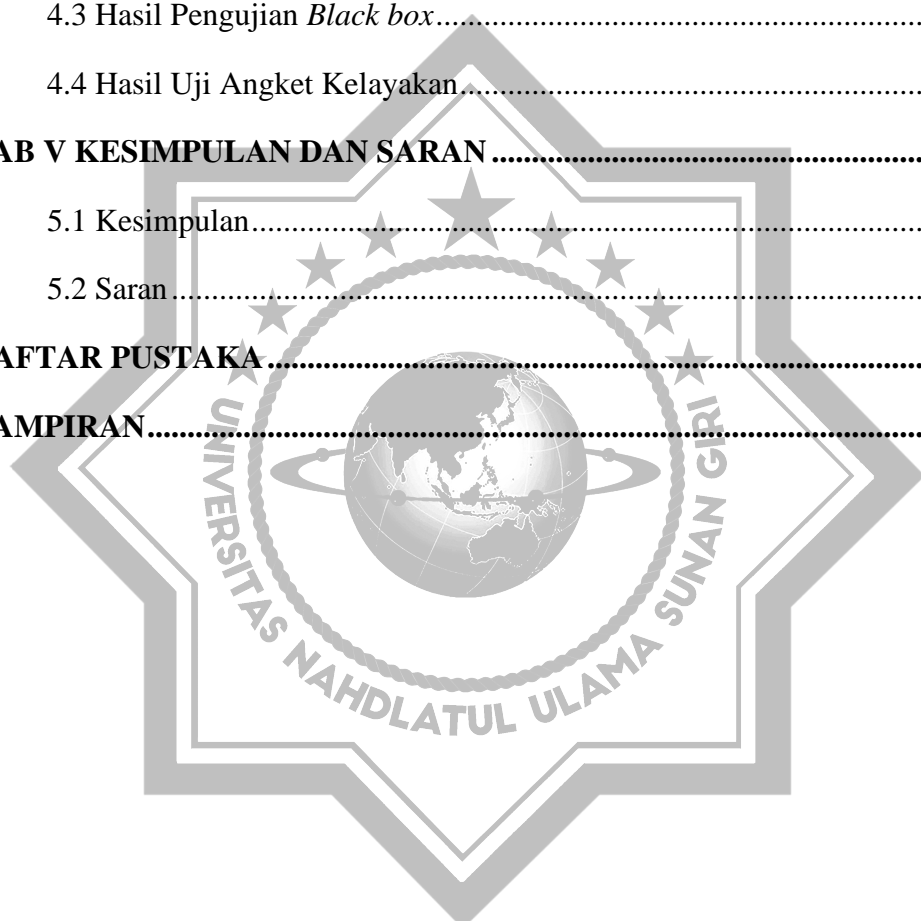 4.3 Hasil Pengujian Black box................................................
4.4 Hasil Uji Angket Kelayakan................................................
AB V KESIMPULAN DAN SARAN................................................
5.1 Kesimpulan................................................
5.2 Saran................................................
AFTAR PUSTAKA................................................
AMPIRAN................................................
UNIVERSITAS NAHDLATUL ULAMA SUNAN GIRI